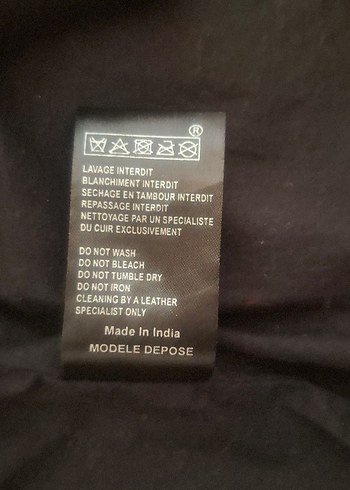 ®
LAVAGE INTERDIT
BLANCHIMENT INTERDIT
SECHAGE EN TAMBOUR INTERDIT
REPASSAGE INTERDIT
NETTOYAGE PAR UN SPECIALISTE
DU CUIR EXCLUSIVEMENT
DO NOT WASH
DO NOT BLEACH
DO NOT TUMBLE DRY
DO NOT IRON
CLEANING BY A LEATHER
SPECIALIST ONLY
Made In India
MODELE DEPOSE